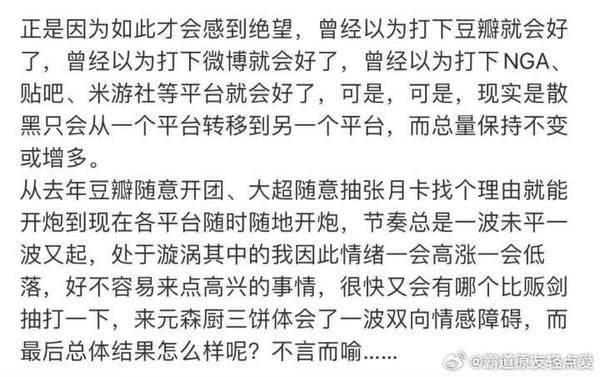 正是因为如此才会感到绝望，曾经以为打下豆瓣就会好
了，曾经以为打下微博就会好了，曾经以为打下NGA、
贴吧、米游社等平台就会好了，可是，可是，现实是散
黑只会从一个平台转移到另一个平台，而总量保持不变
或增多。
从去年豆瓣随意开团、大超随意抽张月卡找个理由就能
开炮到现在各平台随时随地开炮，节奏总是一波未平一
波又起，处于漩涡其中的我因此情绪一会高涨一会低
落，好不容易来点高兴的事情，很快又会有哪个比贩剑
抽打一下，来元森厨三饼体会了一波双向情感障碍，而
最后总体结果怎么样呢？不言而喻......
@霸道原友轻点爱